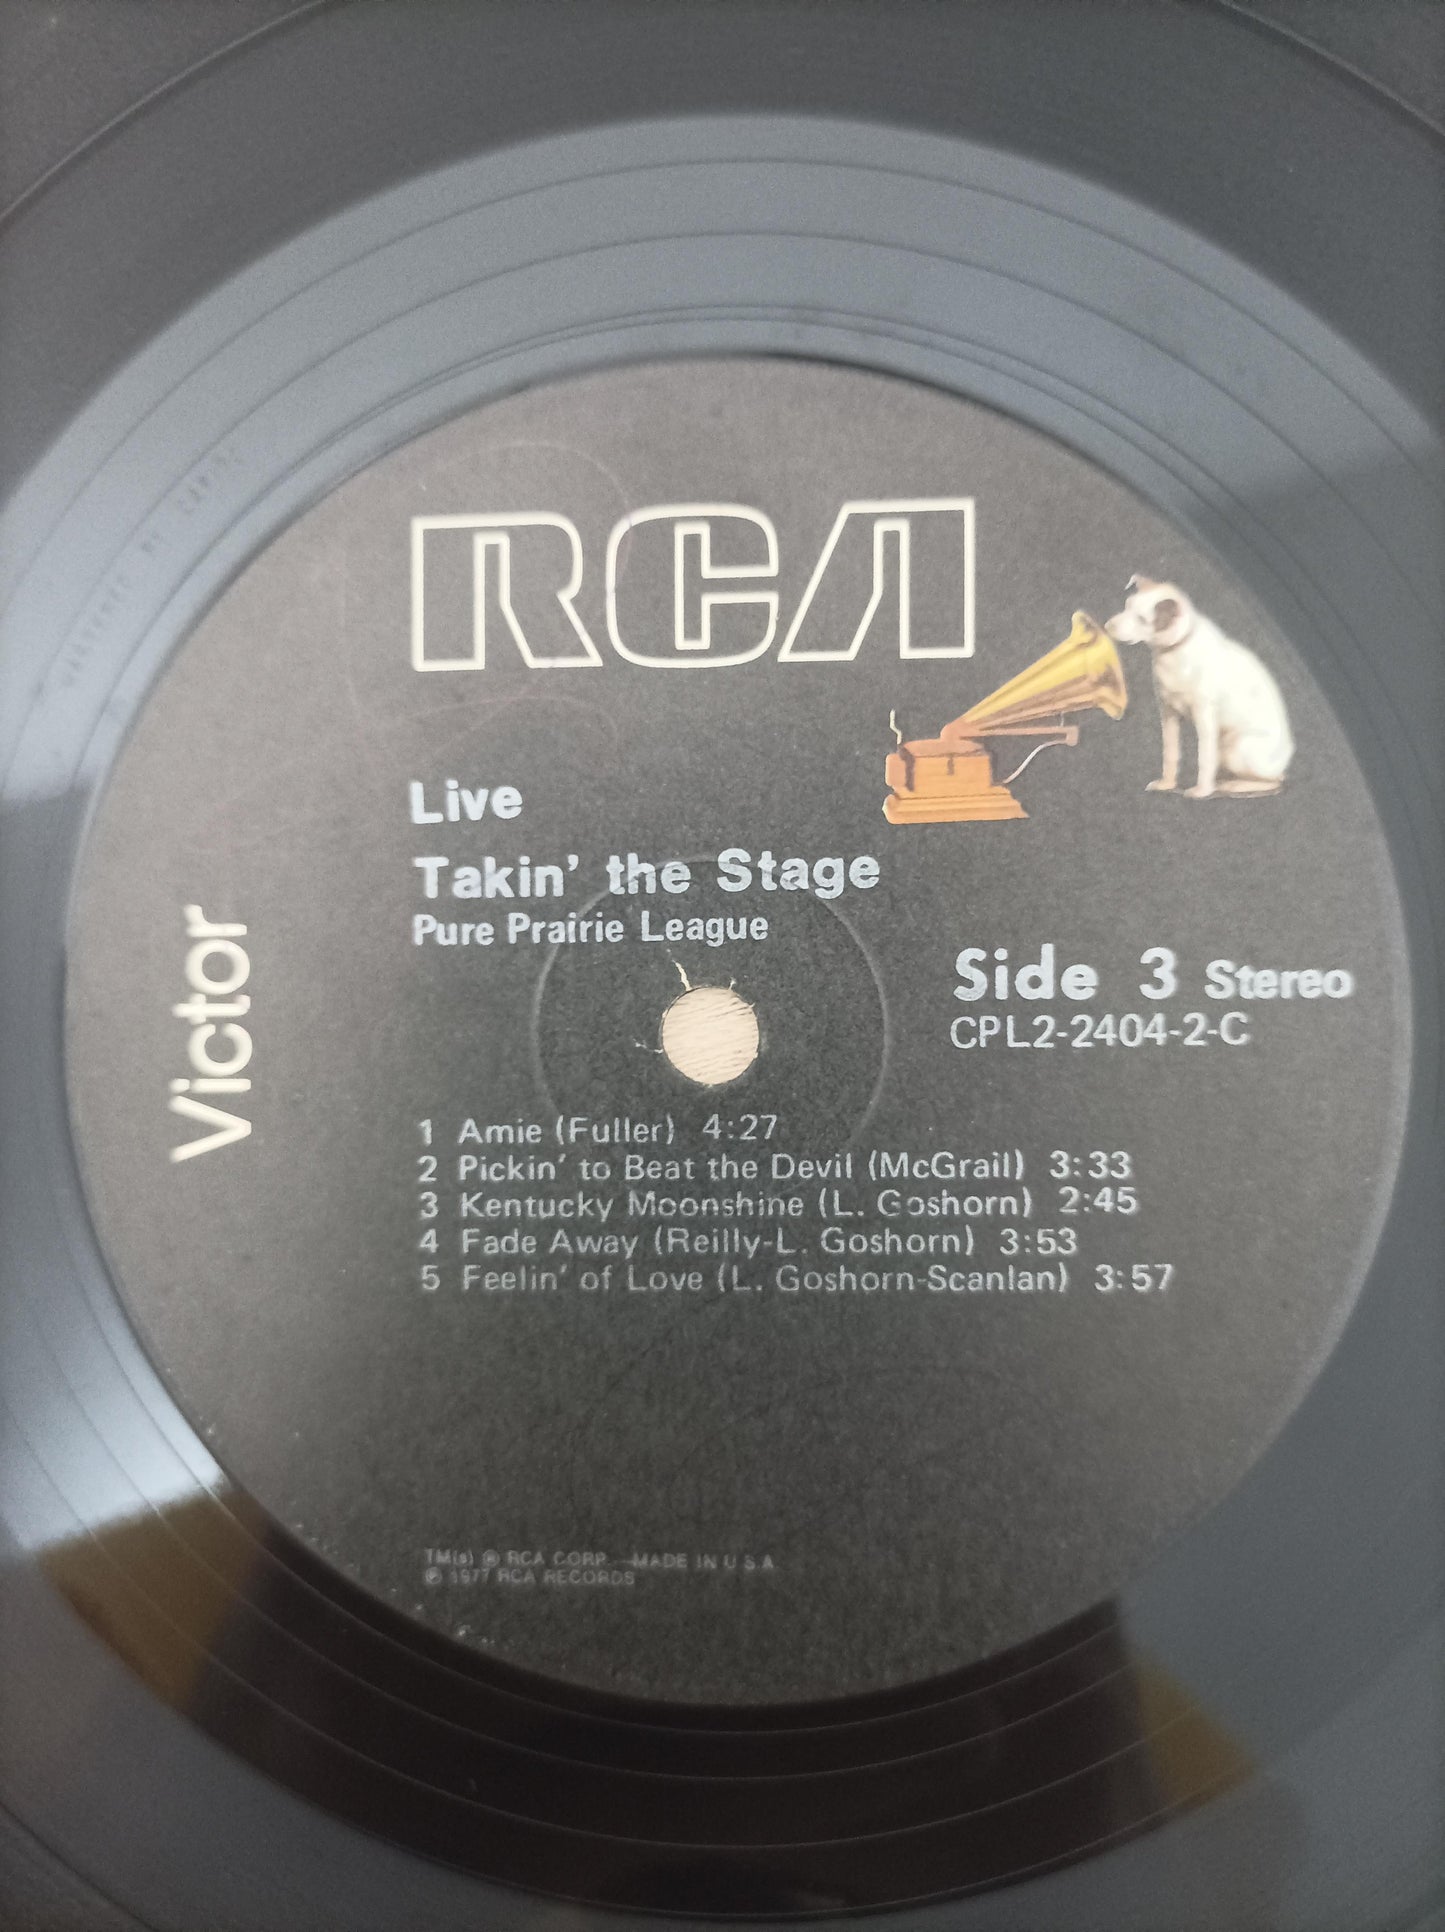 RCA
Victor
Live
Takin' the Stage
Pure Prairie League
Side 3 Stereo
CPL2-2404-2-C
1 Amie (Fuller) 4:27
2 Pickin' to Beat the Devil (McGrail) 3:33
3 Kentucky Moonshine (L. Goshorn) 2:45
4 Fade Away (Reilly-L. Goshorn) 3:53
5 Feelin' of Love (L. Goshorn-Scanlan) 3:57
TM(s) ® RCA CORP.—MADE IN U S A
℗ 1977 RCA RECORDS